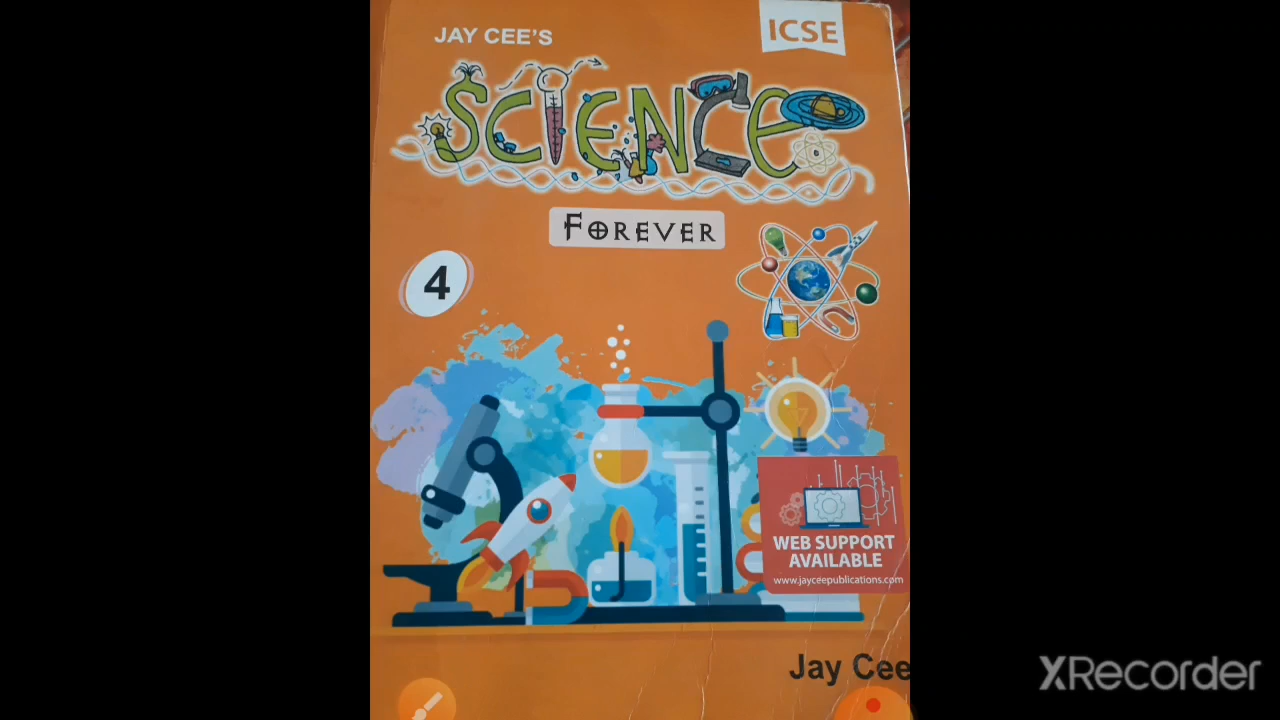 JAY CEE'S
ICSE
SCIENCE
FOREVER
4
WEB SUPPORT
AVAILABLE
www.jayceepublications.com
Jay Cee
XRecorder